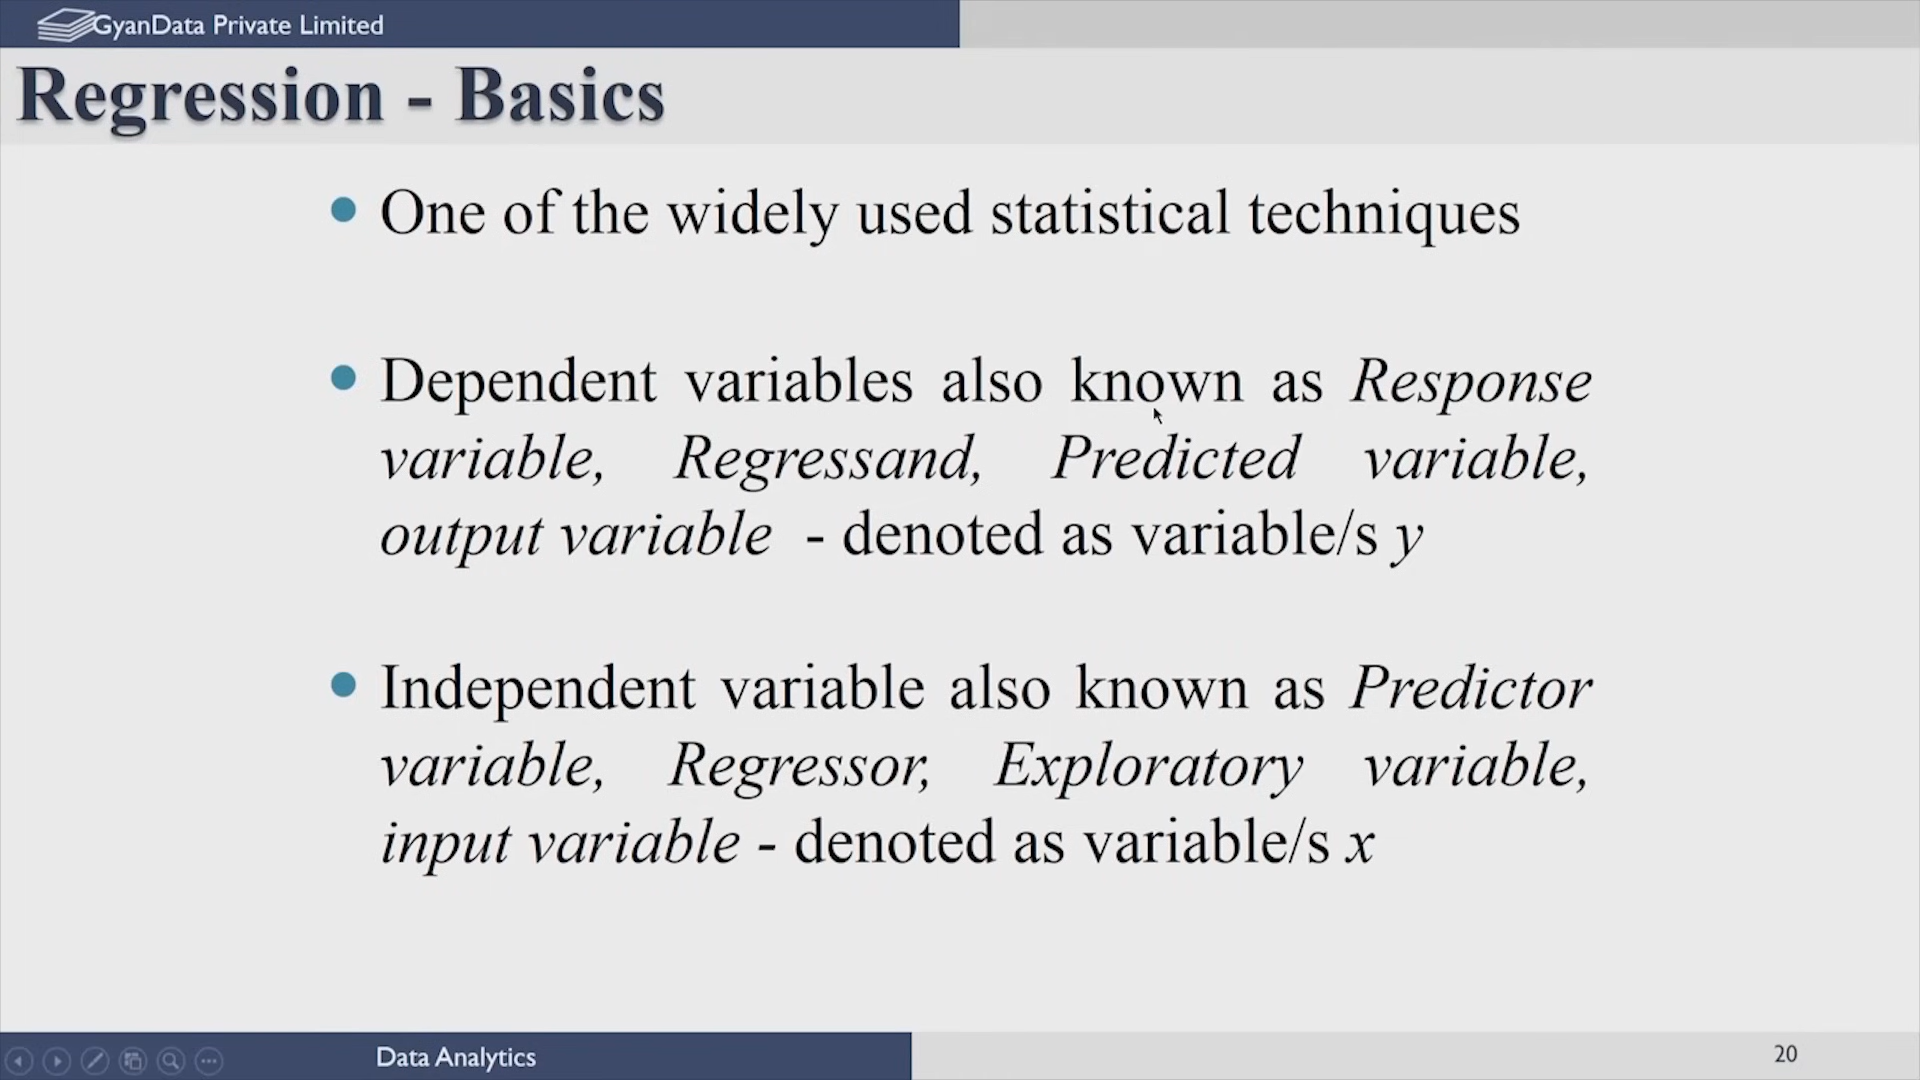 GyanData Private Limited
Regression - Basics
One of the widely used statistical techniques
Dependent variables also known as Response
variable, Regressand, Predicted variable,
output variable - denoted as variable/s y
Independent variable also known as Predictor
variable, Regressor, Exploratory variable,
input variable - denoted as variable/s x
Data Analytics
20